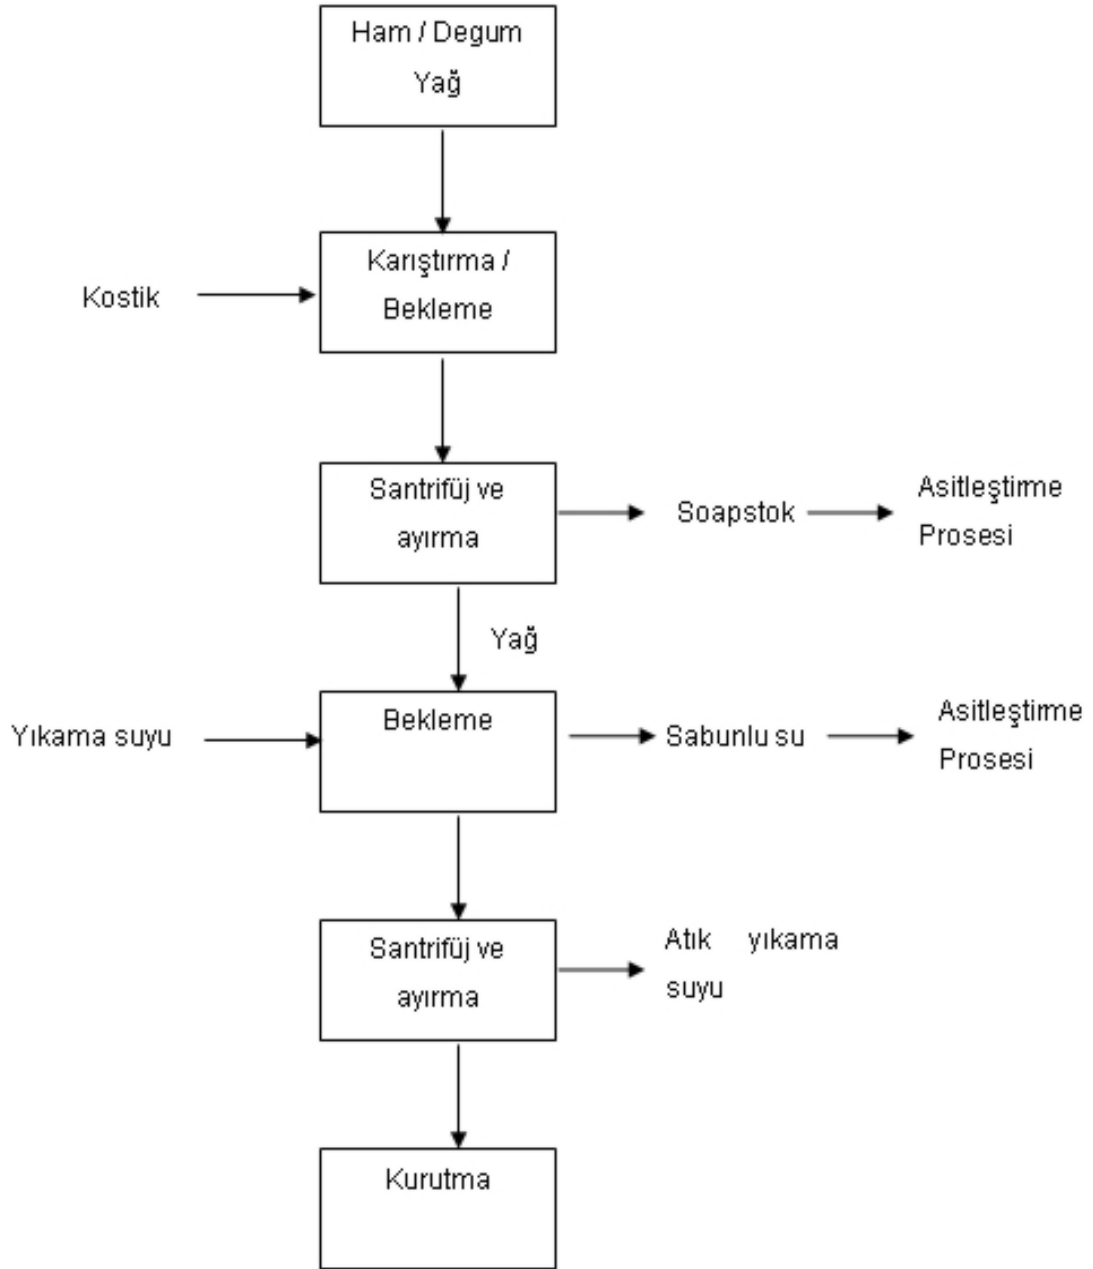 Ham / Degum
Yağ
Karıştırma /
Bekleme
Kostik
Santrifüj ve
ayırma
Soapstok
Asitleştirme
Prosesi
Yağ
Bekleme
Yıkama suyu
Sabunlu su
Asitleştirme
Prosesi
Santrifüj ve
ayırma
Atık yıkama
suyu
Kurutma